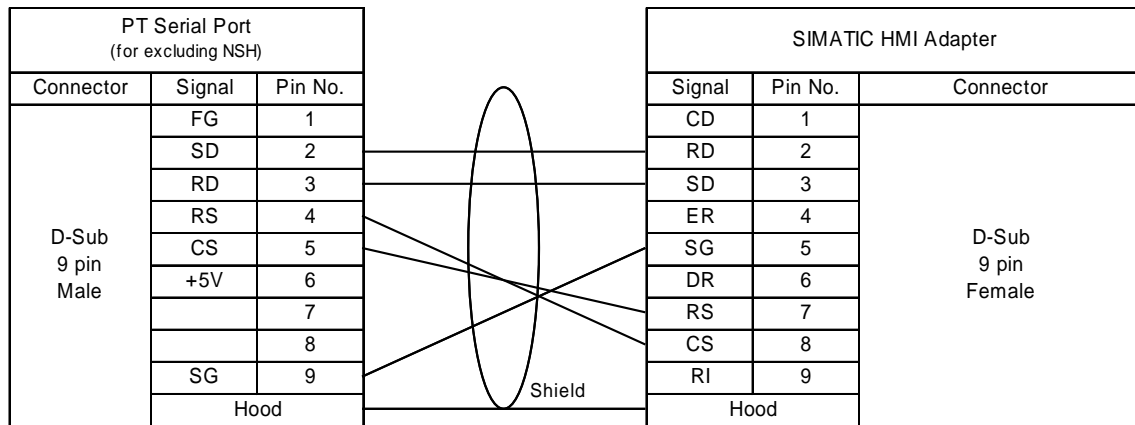 PT Serial Port
(for excluding NSH)
SIMATIC HMI Adapter
Connector Signal Pin No.
Signal Pin No. Connector
FG 1 CD 1
SD 2 RD 2
RD 3 SD 3
RS 4 ER 4
CS 5 SG 5
+5V 6 DR 6
7 RS 7
8 CS 8
SG 9 RI 9
D-Sub
9 pin
Male
D-Sub
9 pin
Female
Shield
Hood Hood